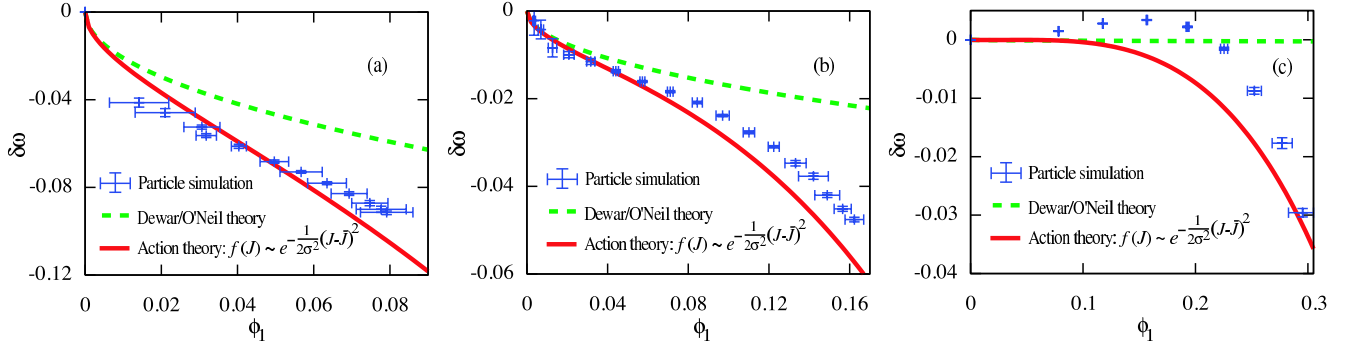 0
-0.04
-0.08
-0.12
δω
(a)
Particle simulation
Dewar/O'Neil theory
Action theory: f(J) ~ e^{-\frac{1}{2σ^2}(J-\bar{J})^2}
0 0.02 0.04 0.06 0.08
ϕ_1
0
-0.02
-0.04
-0.06
δω
(b)
Particle simulation
Dewar/O'Neil theory
Action theory: f(J) ~ e^{-\frac{1}{2σ^2}(J-\bar{J})^2}
0 0.04 0.08 0.12 0.16
ϕ_1
0
-0.01
-0.02
-0.03
-0.04
δω
(c)
Particle simulation
Dewar/O'Neil theory
Action theory: f(J) ~ e^{-\frac{1}{2σ^2}(J-\bar{J})^2}
0 0.1 0.2 0.3
ϕ_1